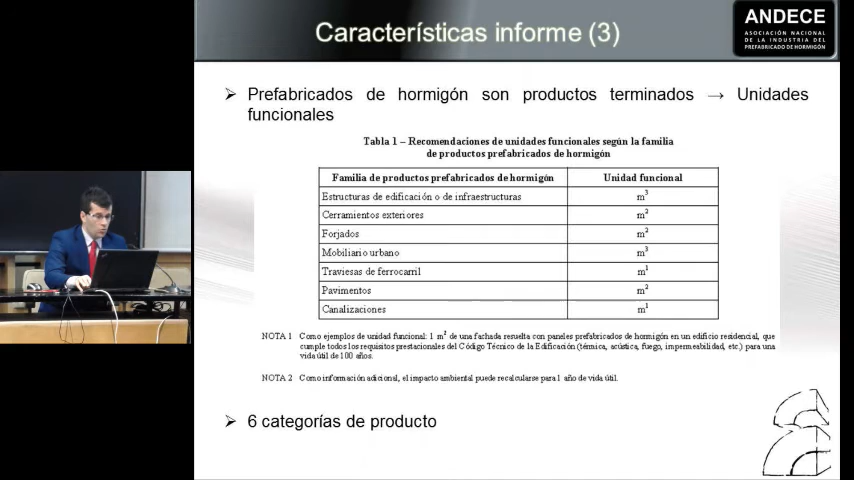 Características informe (3)
ANDECE
ASOCIACIÓN NACIONAL
DE LA INDUSTRIA DEL
PREFABRICADO DE HORMIGÓN
➢ Prefabricados de hormigón son productos terminados → Unidades
funcionales
Tabla 1 – Recomendaciones de unidades funcionales según la familia
de productos prefabricados de hormigón
Familia de productos prefabricados de hormigón Unidad funcional
Estructuras de edificación o de infraestructuras m³
Cerramientos exteriores m²
Forjados m²
Mobiliario urbano m³
Traviesas de ferrocarril m¹
Pavimentos m²
Canalizaciones m¹
NOTA 1 Como ejemplos de unidad funcional: 1 m² de una fachada resuelta con paneles prefabricados de hormigón en un edificio residencial, que
cumple todos los requisitos prestacionales del Código Técnico de la Edificación (térmica, acústica, fuego, impermeabilidad, etc.) para una
vida útil de 100 años.
NOTA 2 Como información adicional, el impacto ambiental puede recalcularse para 1 año de vida útil.
➢ 6 categorías de producto